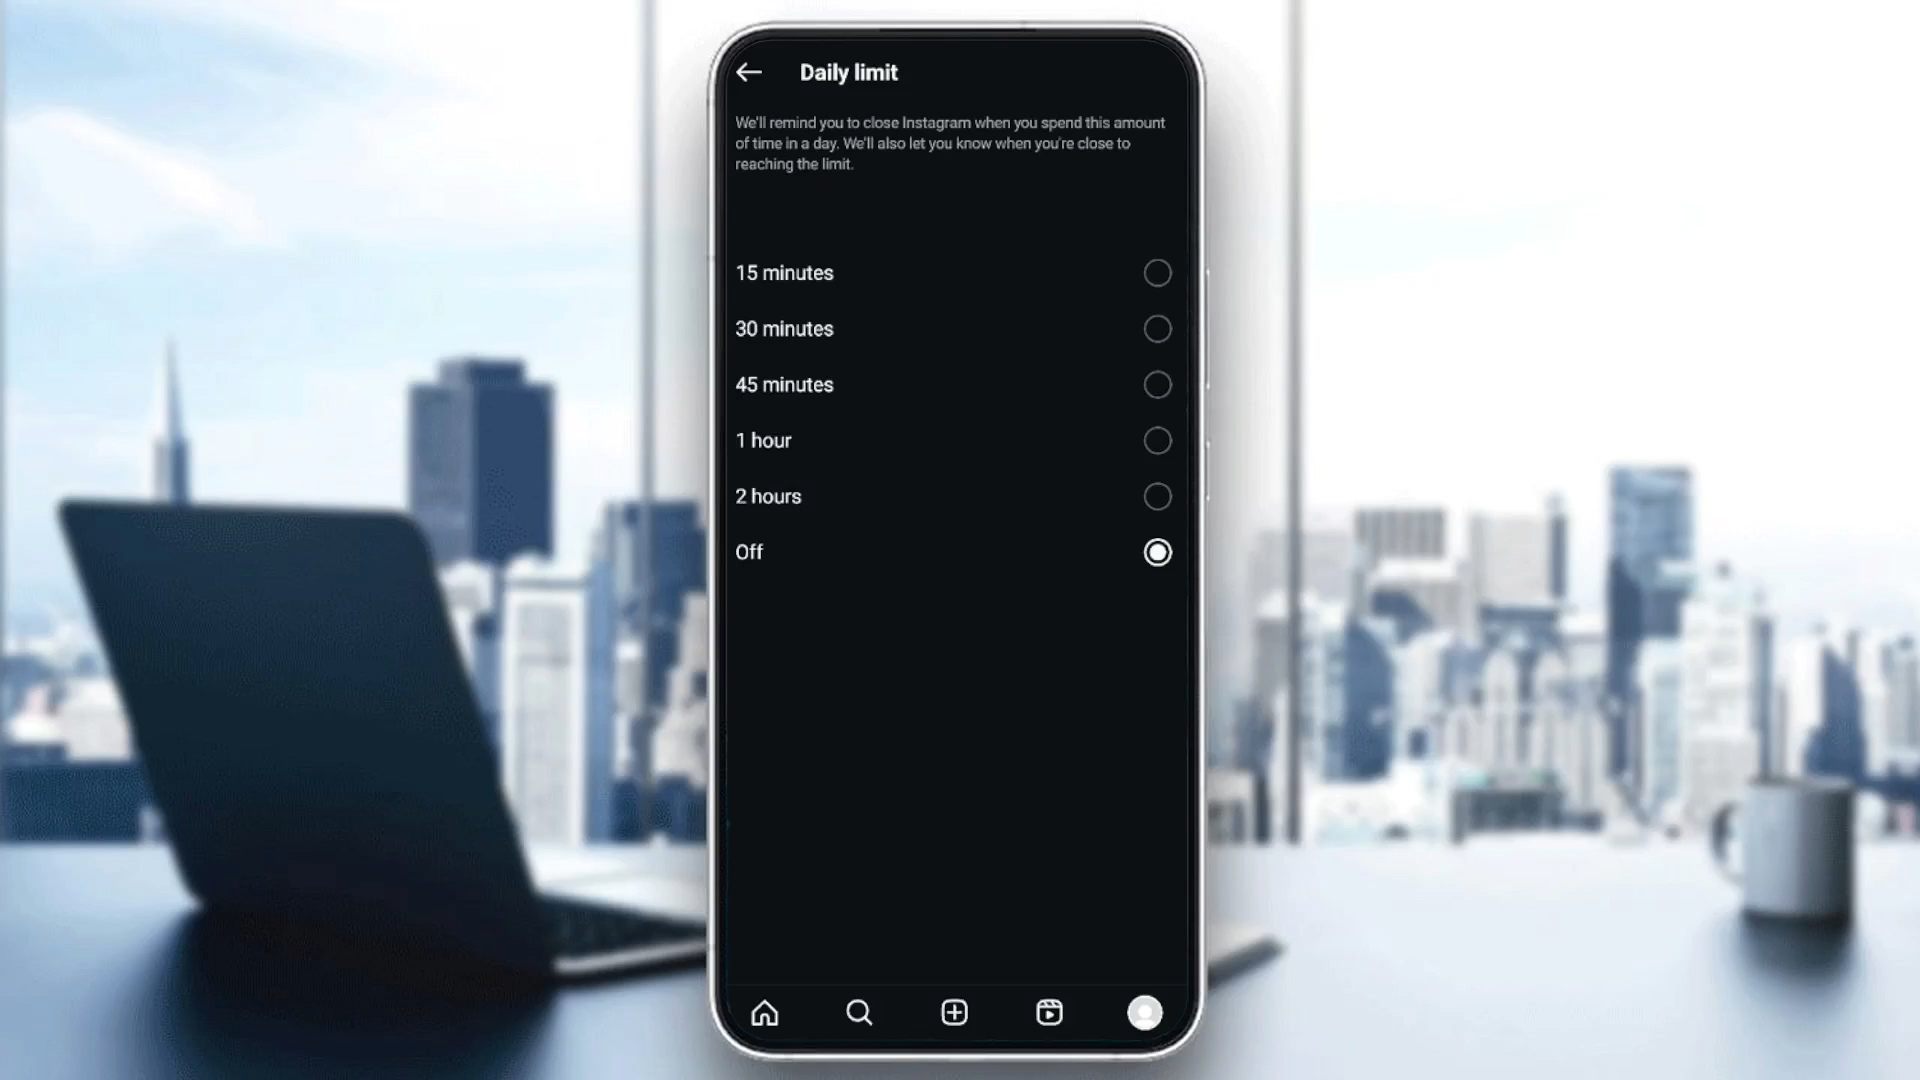 Daily limit
We'll remind you to close Instagram when you spend this amount
of time in a day. We'll also let you know when you're close to
reaching the limit.
15 minutes
30 minutes
45 minutes
1 hour
2 hours
Off